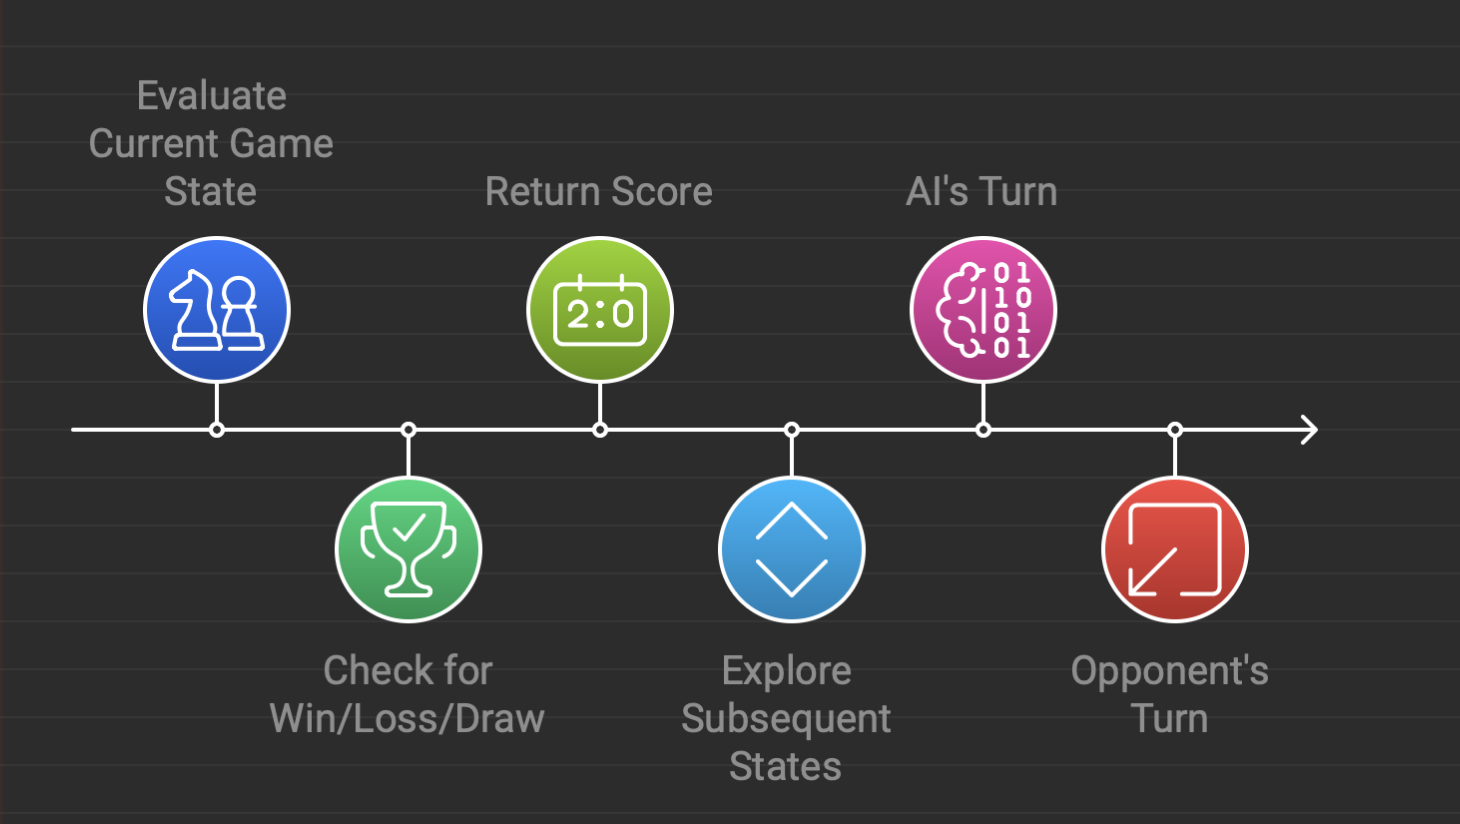 Evaluate
Current Game
State
Return Score
AI's Turn
2:0
01
10
01
01
Check for
Win/Loss/Draw
Explore
Subsequent
States
Opponent's
Turn